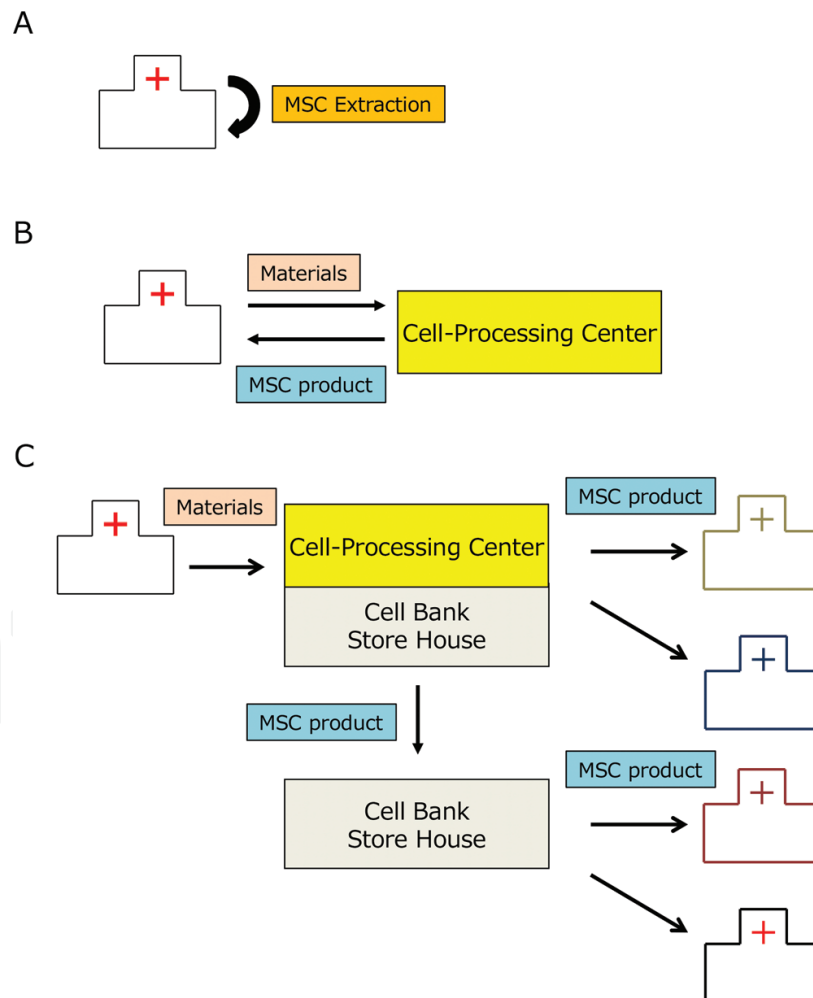 A
MSC Extraction
B
Materials
Cell-Processing Center
MSC product
C
Materials
MSC product
Cell-Processing Center
Cell Bank
Store House
MSC product
MSC product
Cell Bank
Store House